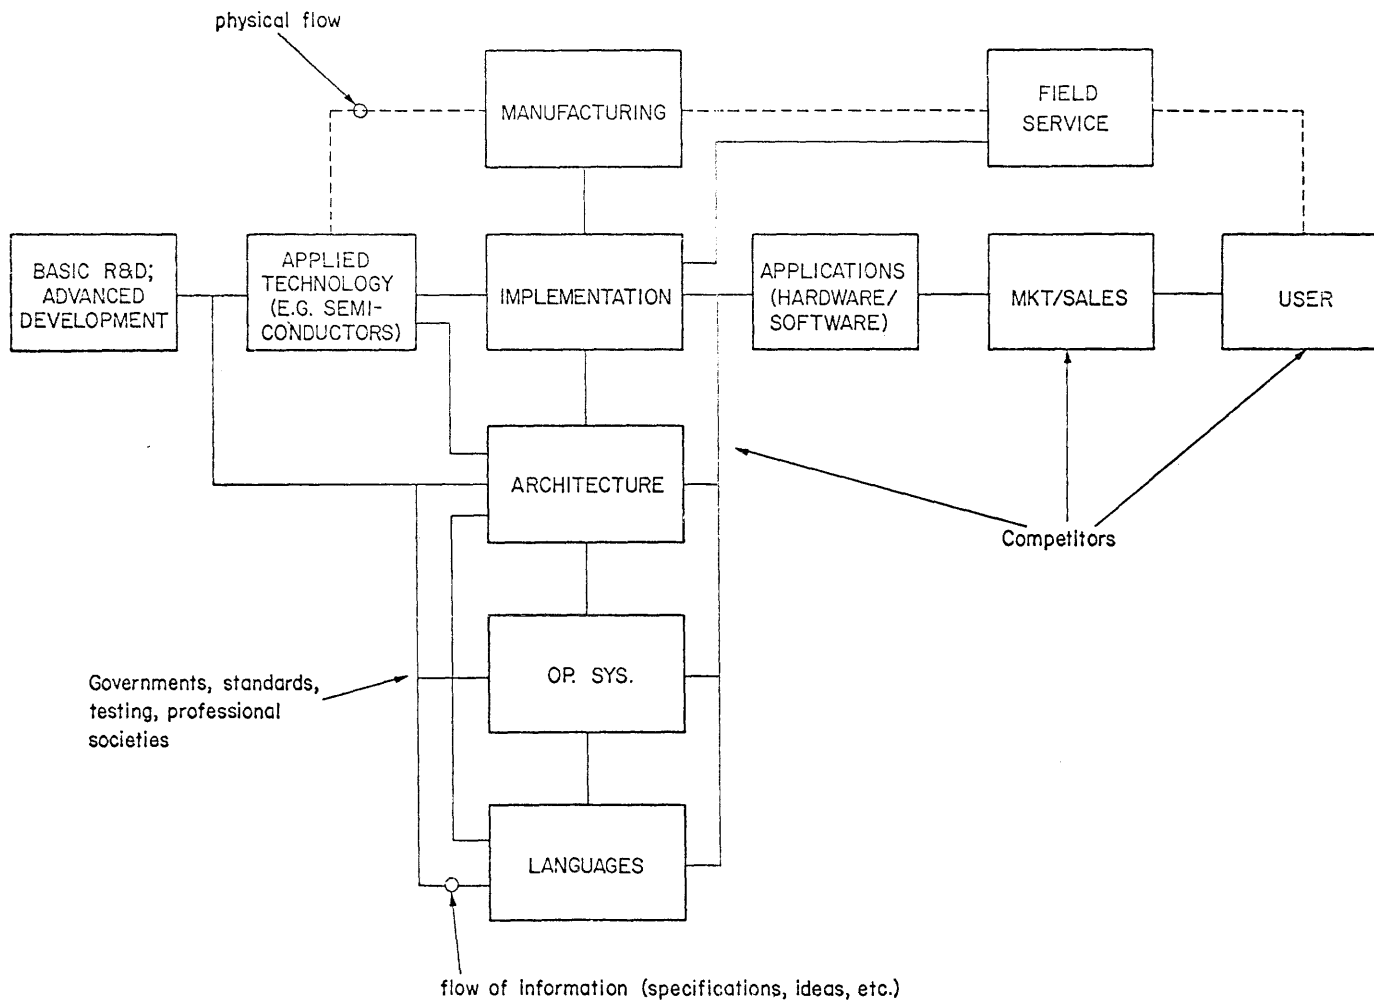 physical flow
MANUFACTURING
FIELD
SERVICE
BASIC R&D;
ADVANCED
DEVELOPMENT
APPLIED
TECHNOLOGY
(E.G. SEMI-
CONDUCTORS)
IMPLEMENTATION
APPLICATIONS
(HARDWARE/
SOFTWARE)
MKT/SALES
USER
ARCHITECTURE
Competitors
OP. SYS.
Governments, standards,
testing, professional
societies
LANGUAGES
flow of information (specifications, ideas, etc.)